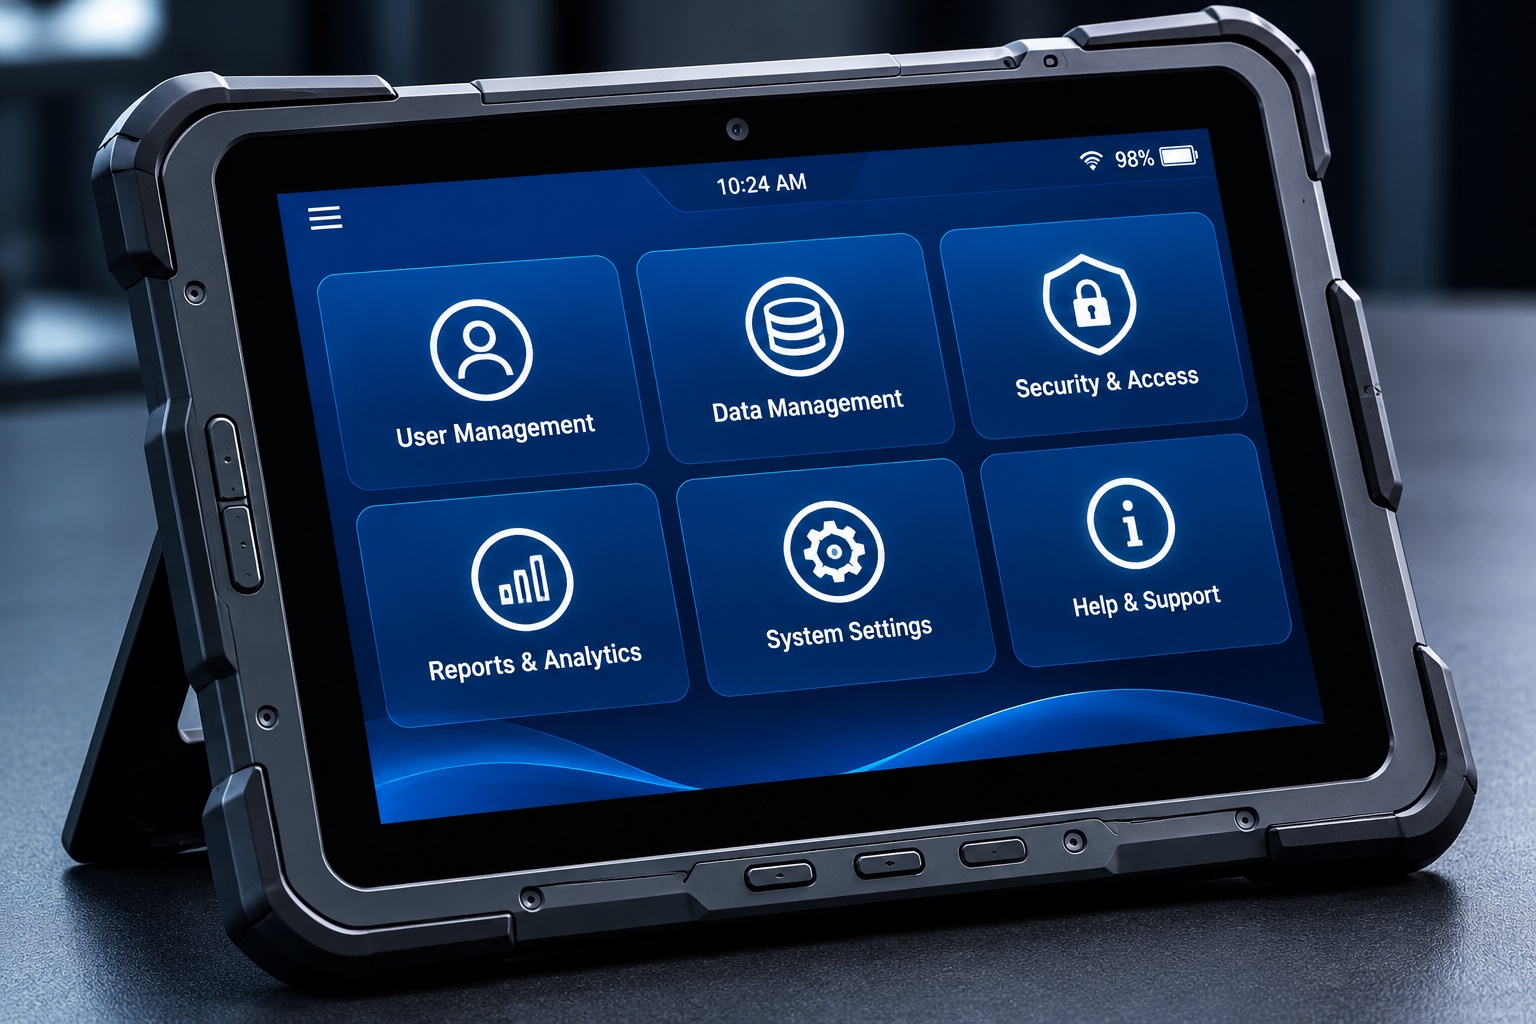 10:24 AM
98%
User Management
Data Management
Security & Access
Reports & Analytics
System Settings
Help & Support